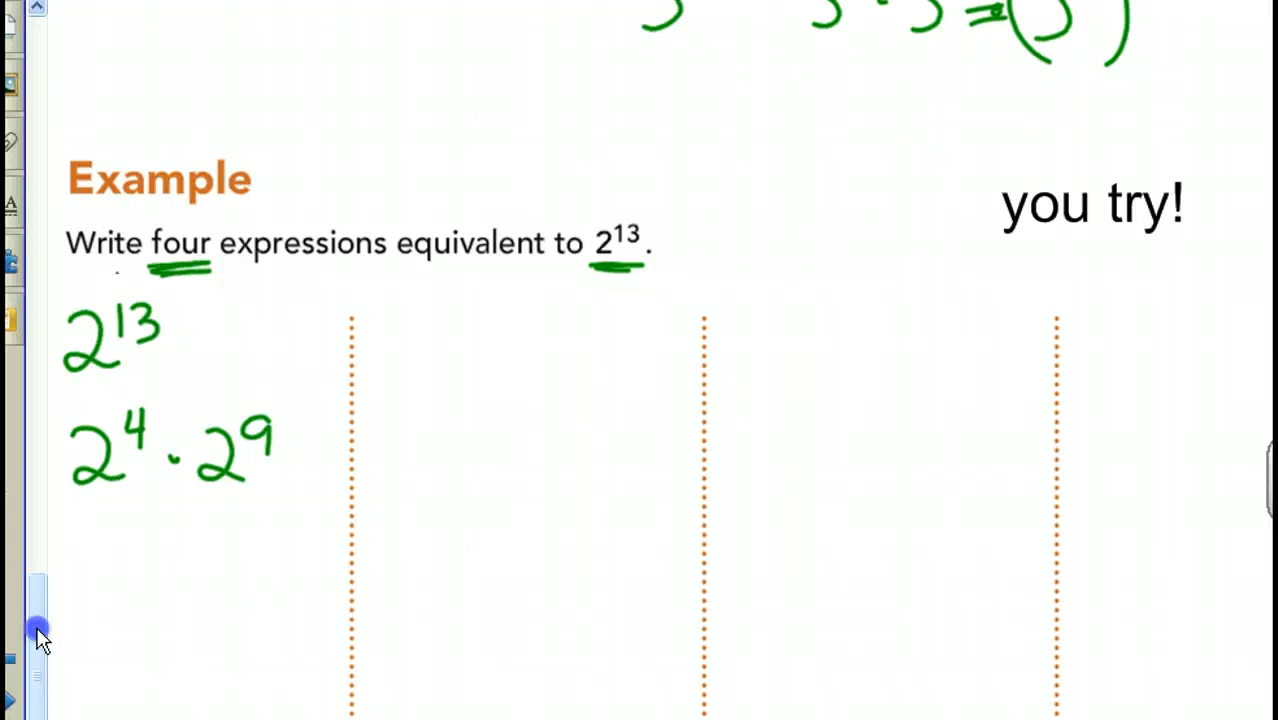 Example
you try!
Write four expressions equivalent to 2¹³.
2¹³
2⁴ · 2⁹